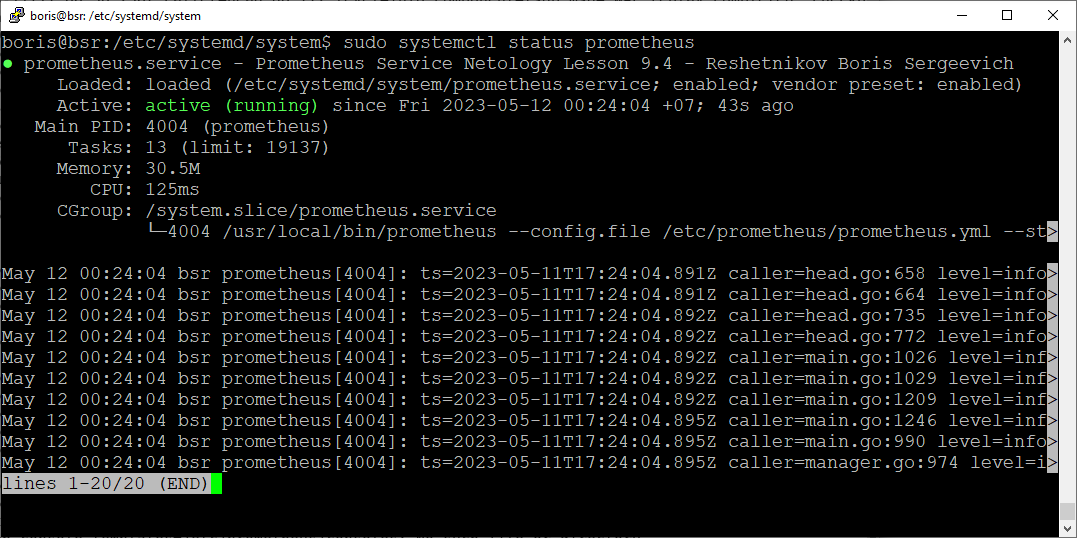 boris@bsr: /etc/systemd/system
boris@bsr:/etc/systemd/system$ sudo systemctl status prometheus
● prometheus.service - Prometheus Service Netology Lesson 9.4 - Reshetnikov Boris Sergeevich
     Loaded: loaded (/etc/systemd/system/prometheus.service; enabled; vendor preset: enabled)
     Active: active (running) since Fri 2023-05-12 00:24:04 +07; 43s ago
   Main PID: 4004 (prometheus)
      Tasks: 13 (limit: 19137)
     Memory: 30.5M
        CPU: 125ms
     CGroup: /system.slice/prometheus.service
             └─4004 /usr/local/bin/prometheus --config.file /etc/prometheus/prometheus.yml --st>
May 12 00:24:04 bsr prometheus[4004]: ts=2023-05-11T17:24:04.891Z caller=head.go:658 level=info>
May 12 00:24:04 bsr prometheus[4004]: ts=2023-05-11T17:24:04.891Z caller=head.go:664 level=info>
May 12 00:24:04 bsr prometheus[4004]: ts=2023-05-11T17:24:04.892Z caller=head.go:735 level=info>
May 12 00:24:04 bsr prometheus[4004]: ts=2023-05-11T17:24:04.892Z caller=head.go:772 level=info>
May 12 00:24:04 bsr prometheus[4004]: ts=2023-05-11T17:24:04.892Z caller=main.go:1026 level=inf>
May 12 00:24:04 bsr prometheus[4004]: ts=2023-05-11T17:24:04.892Z caller=main.go:1029 level=inf>
May 12 00:24:04 bsr prometheus[4004]: ts=2023-05-11T17:24:04.892Z caller=main.go:1209 level=inf>
May 12 00:24:04 bsr prometheus[4004]: ts=2023-05-11T17:24:04.895Z caller=main.go:1246 level=inf>
May 12 00:24:04 bsr prometheus[4004]: ts=2023-05-11T17:24:04.895Z caller=main.go:990 level=info>
May 12 00:24:04 bsr prometheus[4004]: ts=2023-05-11T17:24:04.895Z caller=manager.go:974 level=i>
lines 1-20/20 (END)